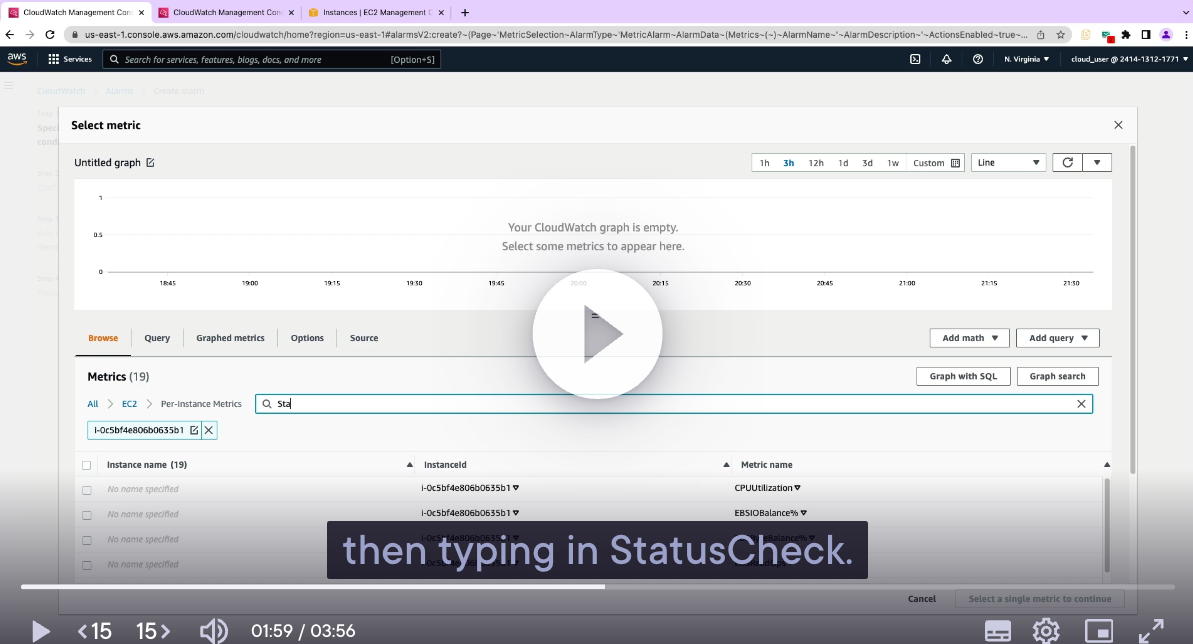 CloudWatch Management Con
CloudWatch Management Con
Instances | EC2 Management D
us-east-1.console.aws.amazon.com/cloudwatch/home?region=us-east-1#alarmsV2:create?~(Page~'MetricSelection~AlarmType~'MetricAlarm~AlarmData~(Metrics~(~)~AlarmName~'~AlarmDescription~'~ActionsEnabled~true~...
aws
Services
Search for services, features, blogs, docs, and more
[Option+S]
N. Virginia
cloud_user @ 2414-1312-1771
CloudWatch
Alarms
Create alarm
Select metric
Untitled graph
1h 3h 12h 1d 3d 1w Custom
Line
1
0.5
0
Your CloudWatch graph is empty.
Select some metrics to appear here.
18:45 19:00 19:15 19:30 19:45 20:00 20:15 20:30 20:45 21:00 21:15 21:30
Browse Query Graphed metrics Options Source
Add math
Add query
Metrics (19)
Graph with SQL
Graph search
All
EC2
Per-Instance Metrics
Sta
i-0c5bf4e806b0635b1
Instance name (19) InstanceId Metric name
No name specified i-0c5bf4e806b0635b1 CPUUtilization
No name specified i-0c5bf4e806b0635b1 EBSIOBalance%
No name specified
No name specified
then typing in StatusCheck.
Cancel
Select a single metric to continue
15
15
01:59 / 03:56